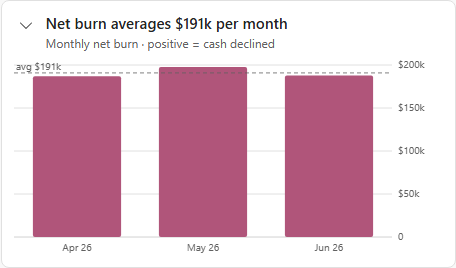 Net burn averages $191k per month
Monthly net burn · positive = cash declined
avg $191k
$200k
$150k
$100k
$50k
0
Apr 26
May 26
Jun 26